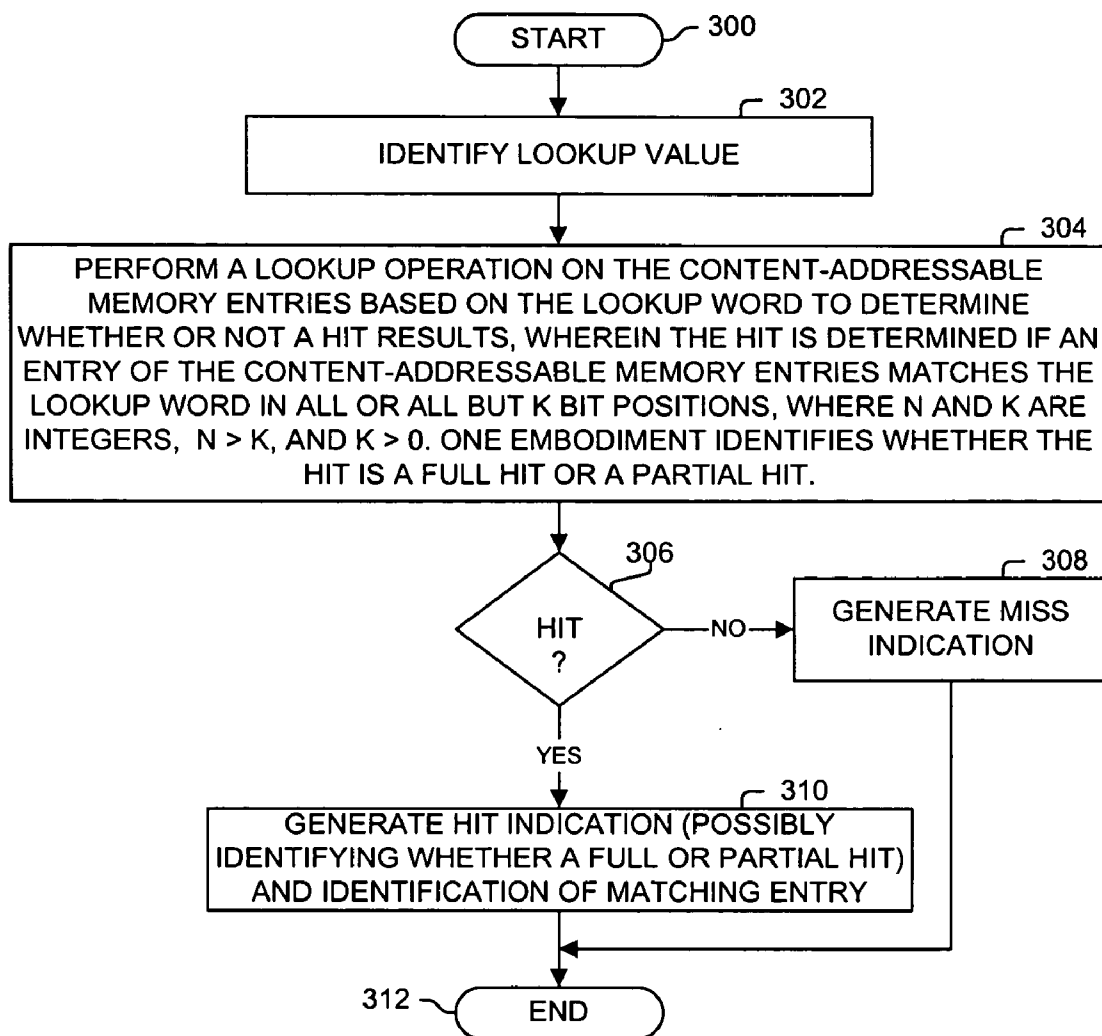 START
300
302
IDENTIFY LOOKUP VALUE
304
PERFORM A LOOKUP OPERATION ON THE CONTENT-ADDRESSABLE
MEMORY ENTRIES BASED ON THE LOOKUP WORD TO DETERMINE
WHETHER OR NOT A HIT RESULTS, WHEREIN THE HIT IS DETERMINED IF AN
ENTRY OF THE CONTENT-ADDRESSABLE MEMORY ENTRIES MATCHES THE
LOOKUP WORD IN ALL OR ALL BUT K BIT POSITIONS, WHERE N AND K ARE
INTEGERS, N > K, AND K > 0. ONE EMBODIMENT IDENTIFIES WHETHER THE
HIT IS A FULL HIT OR A PARTIAL HIT.
306
HIT
?
NO
308
GENERATE MISS
INDICATION
YES
310
GENERATE HIT INDICATION (POSSIBLY
IDENTIFYING WHETHER A FULL OR PARTIAL HIT)
AND IDENTIFICATION OF MATCHING ENTRY
312
END